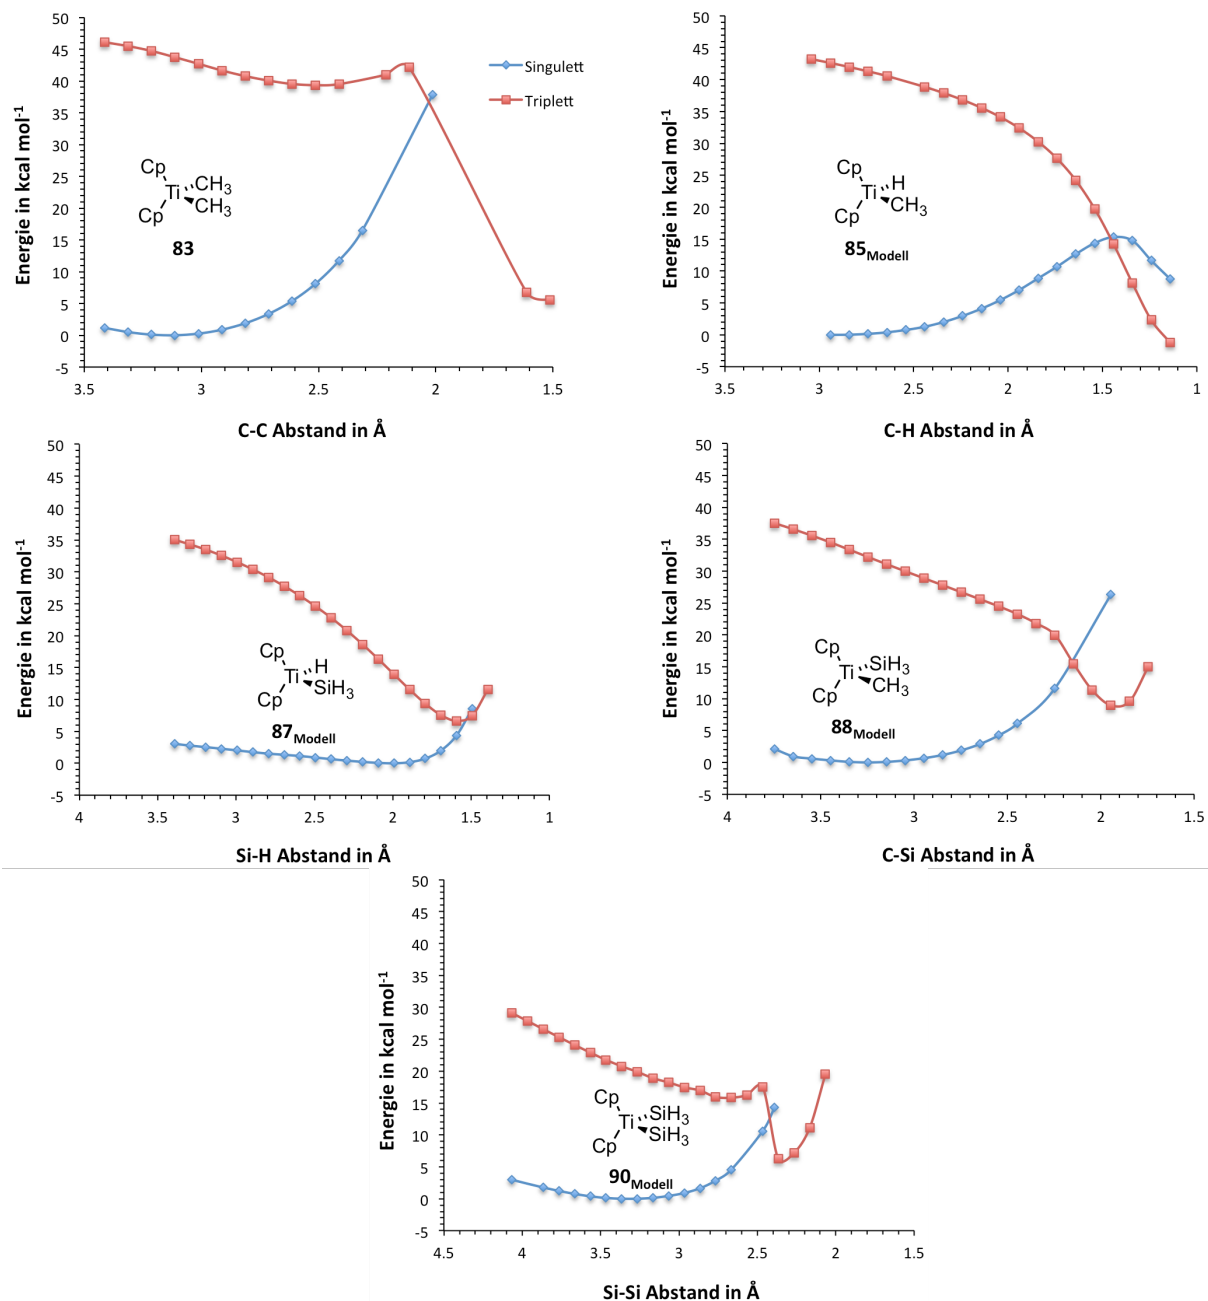 50
45
40
35
30
25
20
15
10
5
0
-5
Energie in kcal mol-1
3.5 3 2.5 2 1.5
C-C Abstand in Å
Singulett
Triplett
Cp
Ti CH3
CH3
Cp
83
50
45
40
35
30
25
20
15
10
5
0
-5
Energie in kcal mol-1
3.5 3 2.5 2 1.5 1
C-H Abstand in Å
Cp
Ti H
CH3
Cp
85Modell
50
45
40
35
30
25
20
15
10
5
0
-5
Energie in kcal mol-1
4 3.5 3 2.5 2 1.5 1
Si-H Abstand in Å
Cp
Ti H
SiH3
Cp
87Modell
50
45
40
35
30
25
20
15
10
5
0
-5
Energie in kcal mol-1
4 3.5 3 2.5 2 1.5
C-Si Abstand in Å
Cp
Ti SiH3
CH3
Cp
88Modell
50
45
40
35
30
25
20
15
10
5
0
-5
Energie in kcal mol-1
4.5 4 3.5 3 2.5 2 1.5
Si-Si Abstand in Å
Cp
Ti SiH3
SiH3
Cp
90Modell